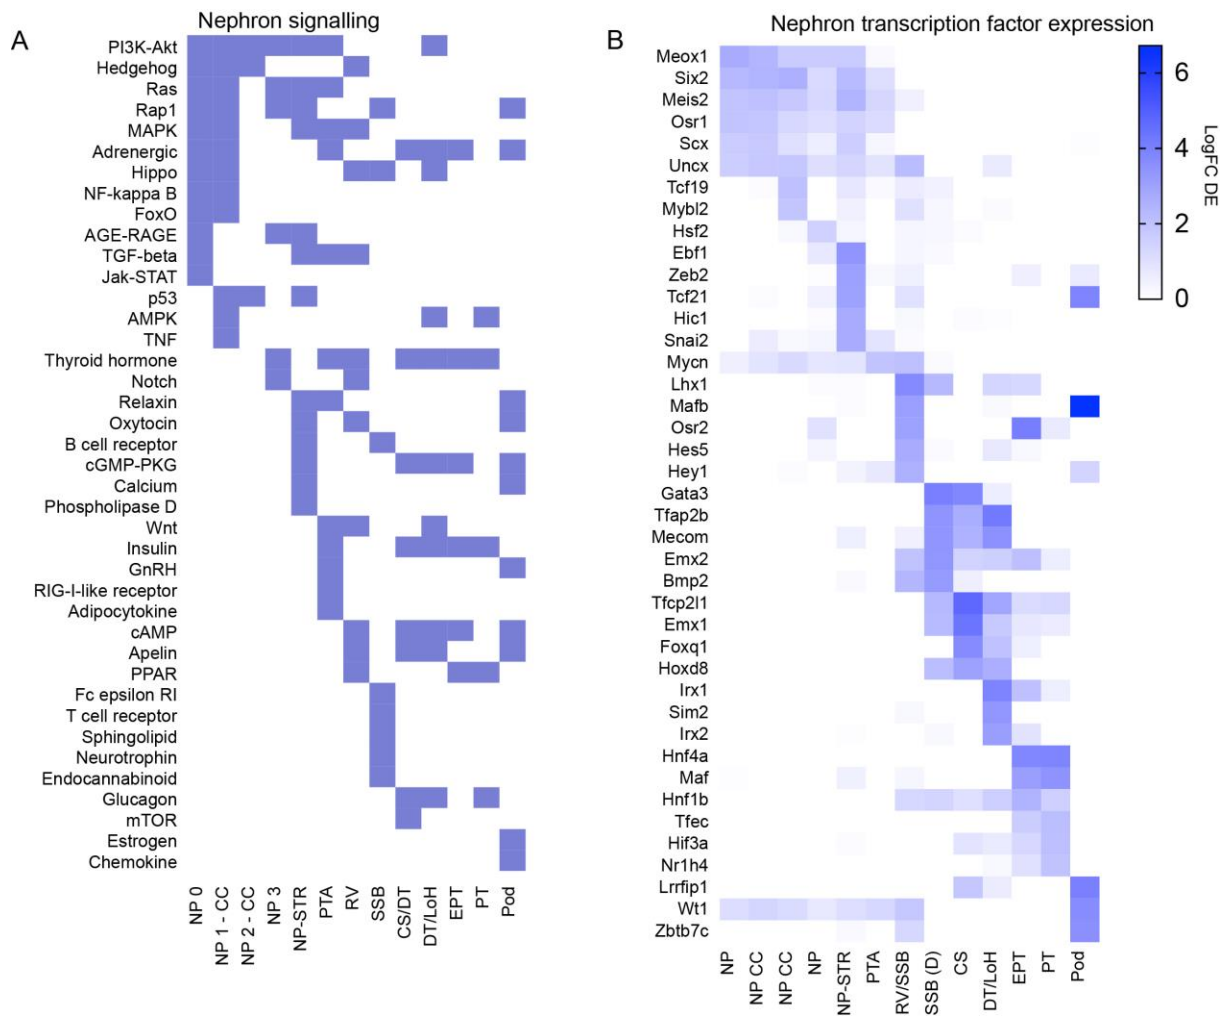 A
Nephron signalling
PI3K-Akt
Hedgehog
Ras
Rap1
MAPK
Adrenergic
Hippo
NF-kappa B
FoxO
AGE-RAGE
TGF-beta
Jak-STAT
p53
AMPK
TNF
Thyroid hormone
Notch
Relaxin
Oxytocin
B cell receptor
cGMP-PKG
Calcium
Phospholipase D
Wnt
Insulin
GnRH
RIG-I-like receptor
Adipocytokine
cAMP
Apelin
PPAR
Fc epsilon RI
T cell receptor
Sphingolipid
Neurotrophin
Endocannabinoid
Glucagon
mTOR
Estrogen
Chemokine
NP 0
NP 1 - CC
NP 2 - CC
NP 3
NP-STR
PTA
RV
SSB
CS/DT
DT/LoH
EPT
PT
Pod
B
Nephron transcription factor expression
Meox1
Six2
Meis2
Osr1
Scx
Uncx
Tcf19
Mybl2
Hsf2
Ebf1
Zeb2
Tcf21
Hic1
Snai2
Mycn
Lhx1
Mafb
Osr2
Hes5
Hey1
Gata3
Tfap2b
Mecom
Emx2
Bmp2
Tfcp2l1
Emx1
Foxq1
Hoxd8
Irx1
Sim2
Irx2
Hnf4a
Maf
Hnf1b
Tfec
Hif3a
Nr1h4
Lrrfip1
Wt1
Zbtb7c
NP
NP CC
NP CC
NP
NP-STR
PTA
RV/SSB
SSB (D)
CS
DT/LoH
EPT
PT
Pod
6
4
2
0
LogFC DE